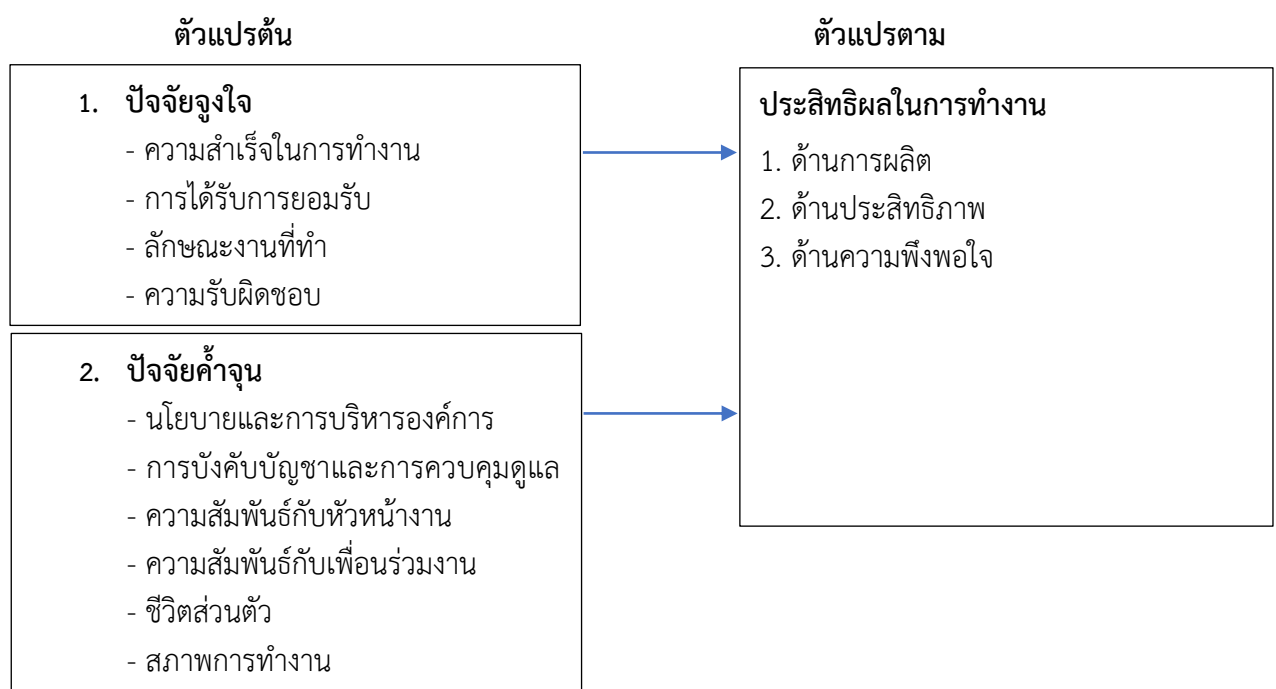 ตัวแปรต้น
ตัวแปรตาม
1. ปัจจัยจูงใจ
- ความสำเร็จในการทำงาน
- การได้รับการยอมรับ
- ลักษณะงานที่ทำ
- ความรับผิดชอบ
2. ปัจจัยค้ำจุน
- นโยบายและการบริหารองค์การ
- การบังคับบัญชาและการควบคุมดูแล
- ความสัมพันธ์กับหัวหน้างาน
- ความสัมพันธ์กับเพื่อนร่วมงาน
- ชีวิตส่วนตัว
- สภาพการทำงาน
ประสิทธิผลในการทำงาน
1. ด้านการผลิต
2. ด้านประสิทธิภาพ
3. ด้านความพึงพอใจ